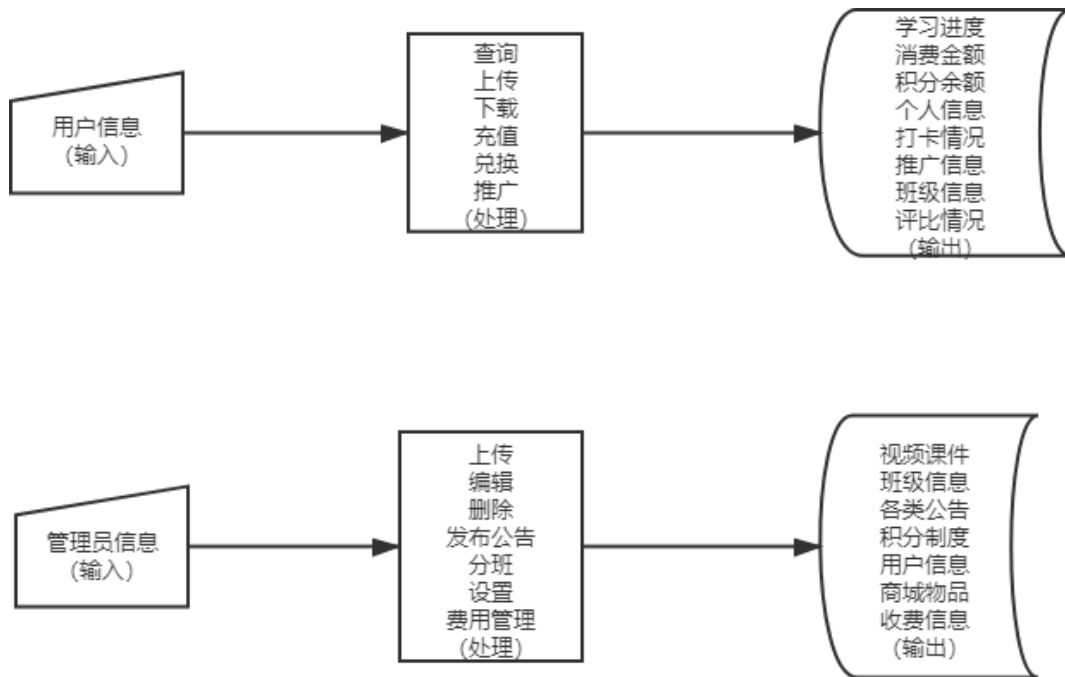 用户信息
(输入)
查询
上传
下载
充值
兑换
推广
(处理)
学习进度
消费金额
积分余额
个人信息
打卡情况
推广信息
班级信息
评比情况
(输出)
管理员信息
(输入)
上传
编辑
删除
发布公告
分班
设置
费用管理
(处理)
视频课件
班级信息
各类公告
积分制度
用户信息
商城物品
收费信息
(输出)